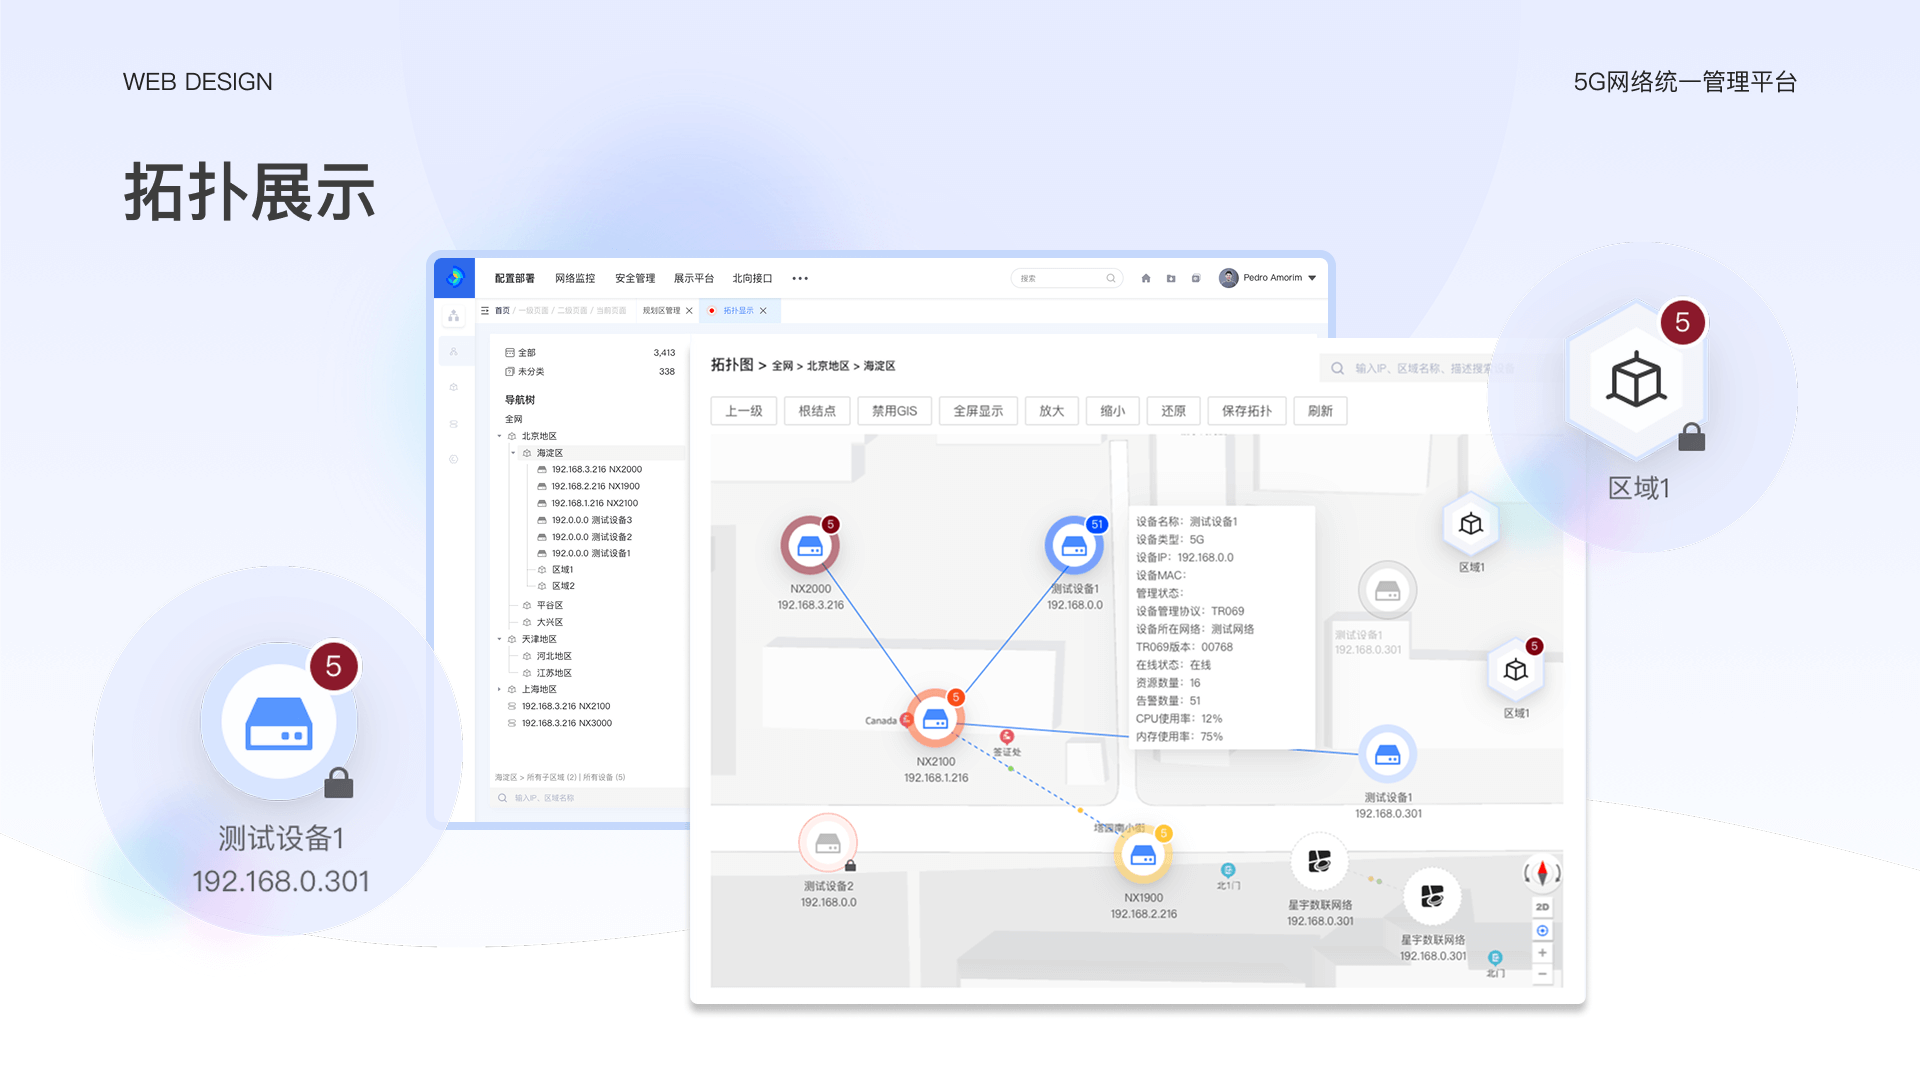 WEB DESIGN
5G网络统一管理平台
拓扑展示
配置部署 网络监控 安全管理 展示平台 北向接口 •••
搜索
Pedro Amorim
首页 / 一级页面 / 二级页面 / 当前页面
规划区管理
拓扑显示
全部 3,413
未分类 338
导航树
全网
北京地区
海淀区
192.168.3.216 NX2000
192.168.2.216 NX1900
192.168.1.216 NX2100
192.0.0.0 测试设备3
192.0.0.0 测试设备2
192.0.0.0 测试设备1
区域1
区域2
平谷区
大兴区
天津地区
河北地区
江苏地区
上海地区
192.168.3.216 NX2100
192.168.3.216 NX3000
海淀区 > 所有子区域 (2) | 所有设备 (5)
输入IP、区域名称
拓扑图 > 全网 > 北京地区 > 海淀区
输入IP、区域名称、描述搜索
上一级 根结点 禁用GIS 全屏显示 放大 缩小 还原 保存拓扑 刷新
5
NX2000
192.168.3.216
51
测试设备1
192.168.0.0
设备名称：测试设备1
设备类型：5G
设备IP：192.168.0.0
设备MAC：
管理状态：
设备管理协议：TR069
设备所在网络：测试网络
TR069版本：00768
在线状态：在线
资源数量：16
告警数量：51
CPU使用率：12%
内存使用率：75%
区域1
测试设备1
192.168.0.301
5
区域1
5
Canada
签证处
NX2100
192.168.1.216
测试设备1
192.168.0.301
测试设备2
192.168.0.0
塔园南小街
5
NX1900
192.168.2.216
北1门
星宇数联网络
192.168.0.301
星宇数联网络
192.168.0.301
北门
2D
+
−
5
区域1
5
测试设备1
192.168.0.301